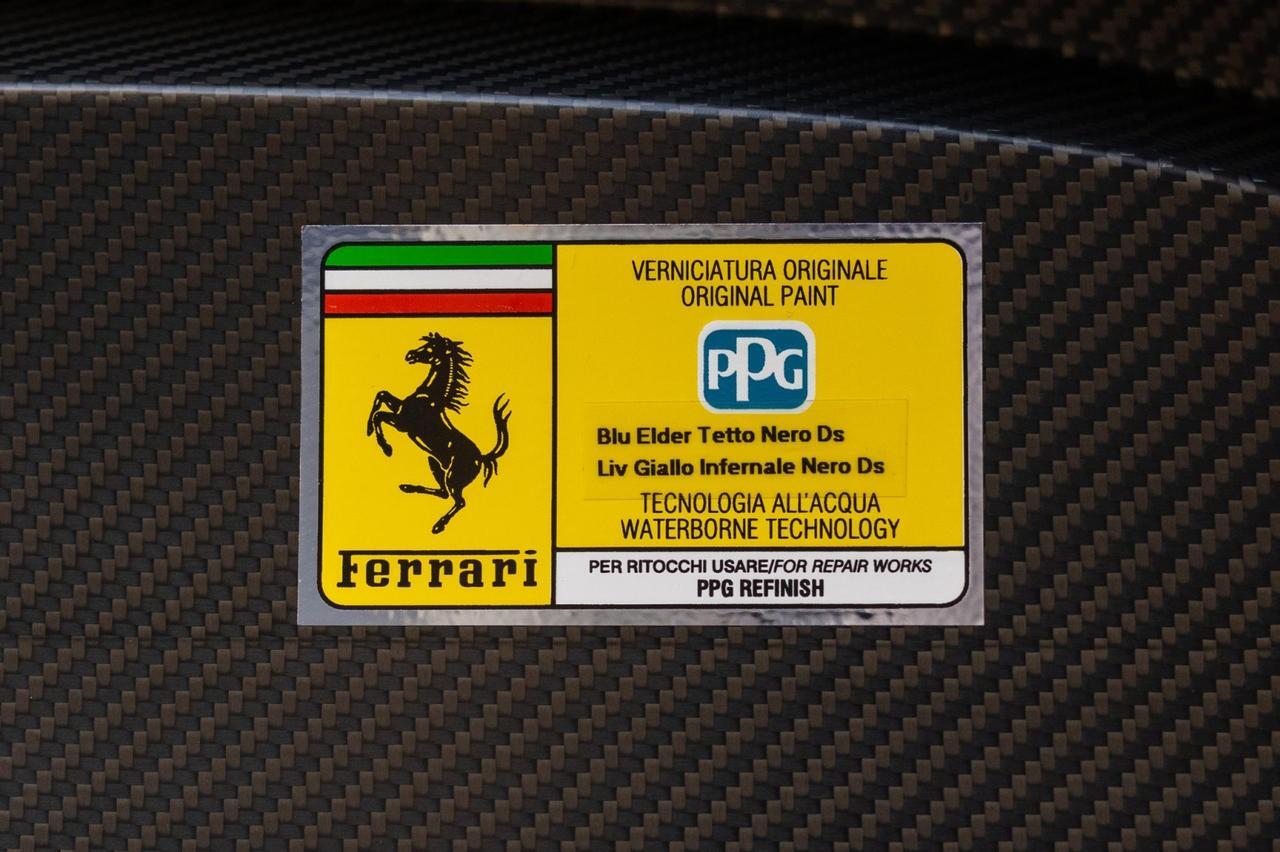 Ferrari
VERNICIATURA ORIGINALE
ORIGINAL PAINT
PPG
Blu Elder Tetto Nero Ds
Liv Giallo Infernale Nero Ds
TECNOLOGIA ALL'ACQUA
WATERBORNE TECHNOLOGY
PER RITOCCHI USARE/FOR REPAIR WORKS
PPG REFINISH